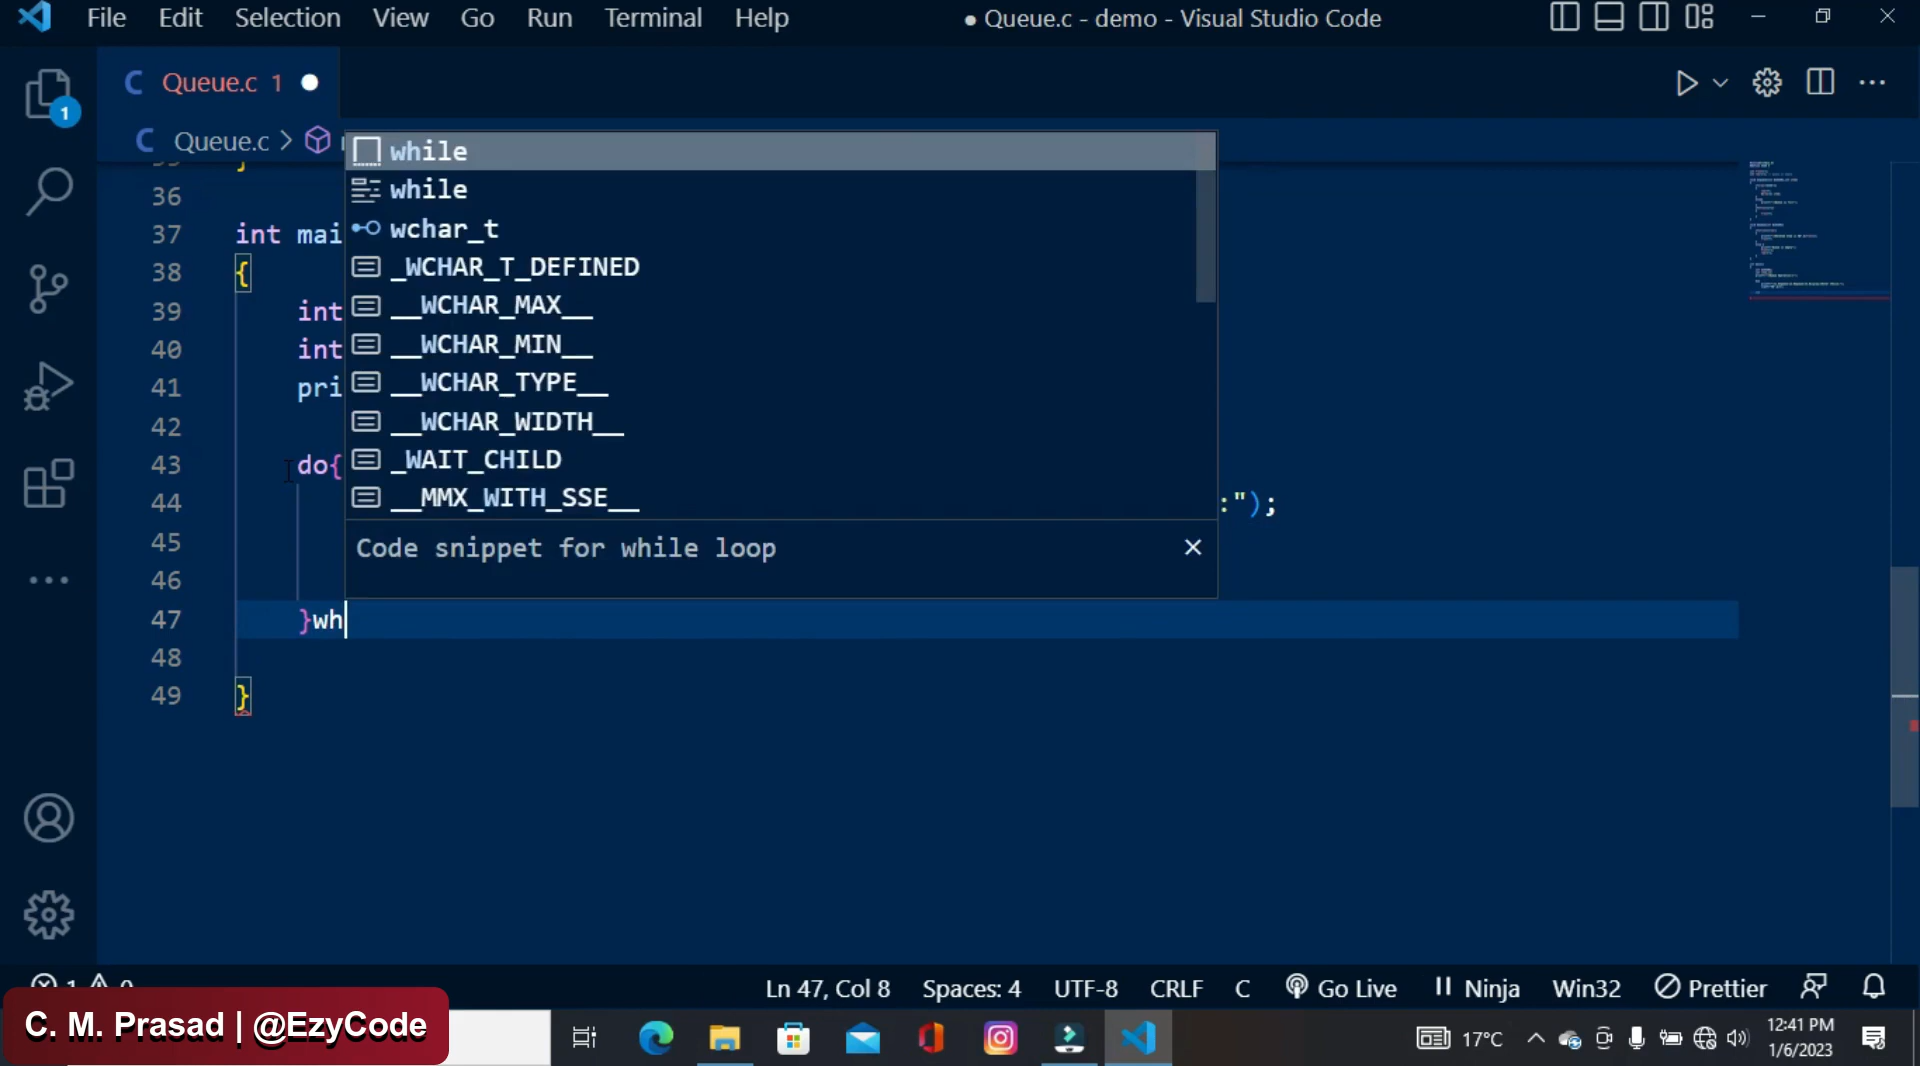 File Edit Selection View Go Run Terminal Help
● Queue.c - demo - Visual Studio Code
Queue.c 1
Queue.c >
while
while
wchar_t
_WCHAR_T_DEFINED
__WCHAR_MAX__
__WCHAR_MIN__
__WCHAR_TYPE__
__WCHAR_WIDTH__
_WAIT_CHILD
__MMX_WITH_SSE__
Code snippet for while loop
36
37 int mai
38 {
39 int
40 int
41 pri
42
43 do{
44 :");
45
46
47 }wh
48
49 }
1
Ln 47, Col 8 Spaces: 4 UTF-8 CRLF C Go Live Ninja Win32 Prettier
C. M. Prasad | @EzyCode
17°C
12:41 PM
1/6/2023